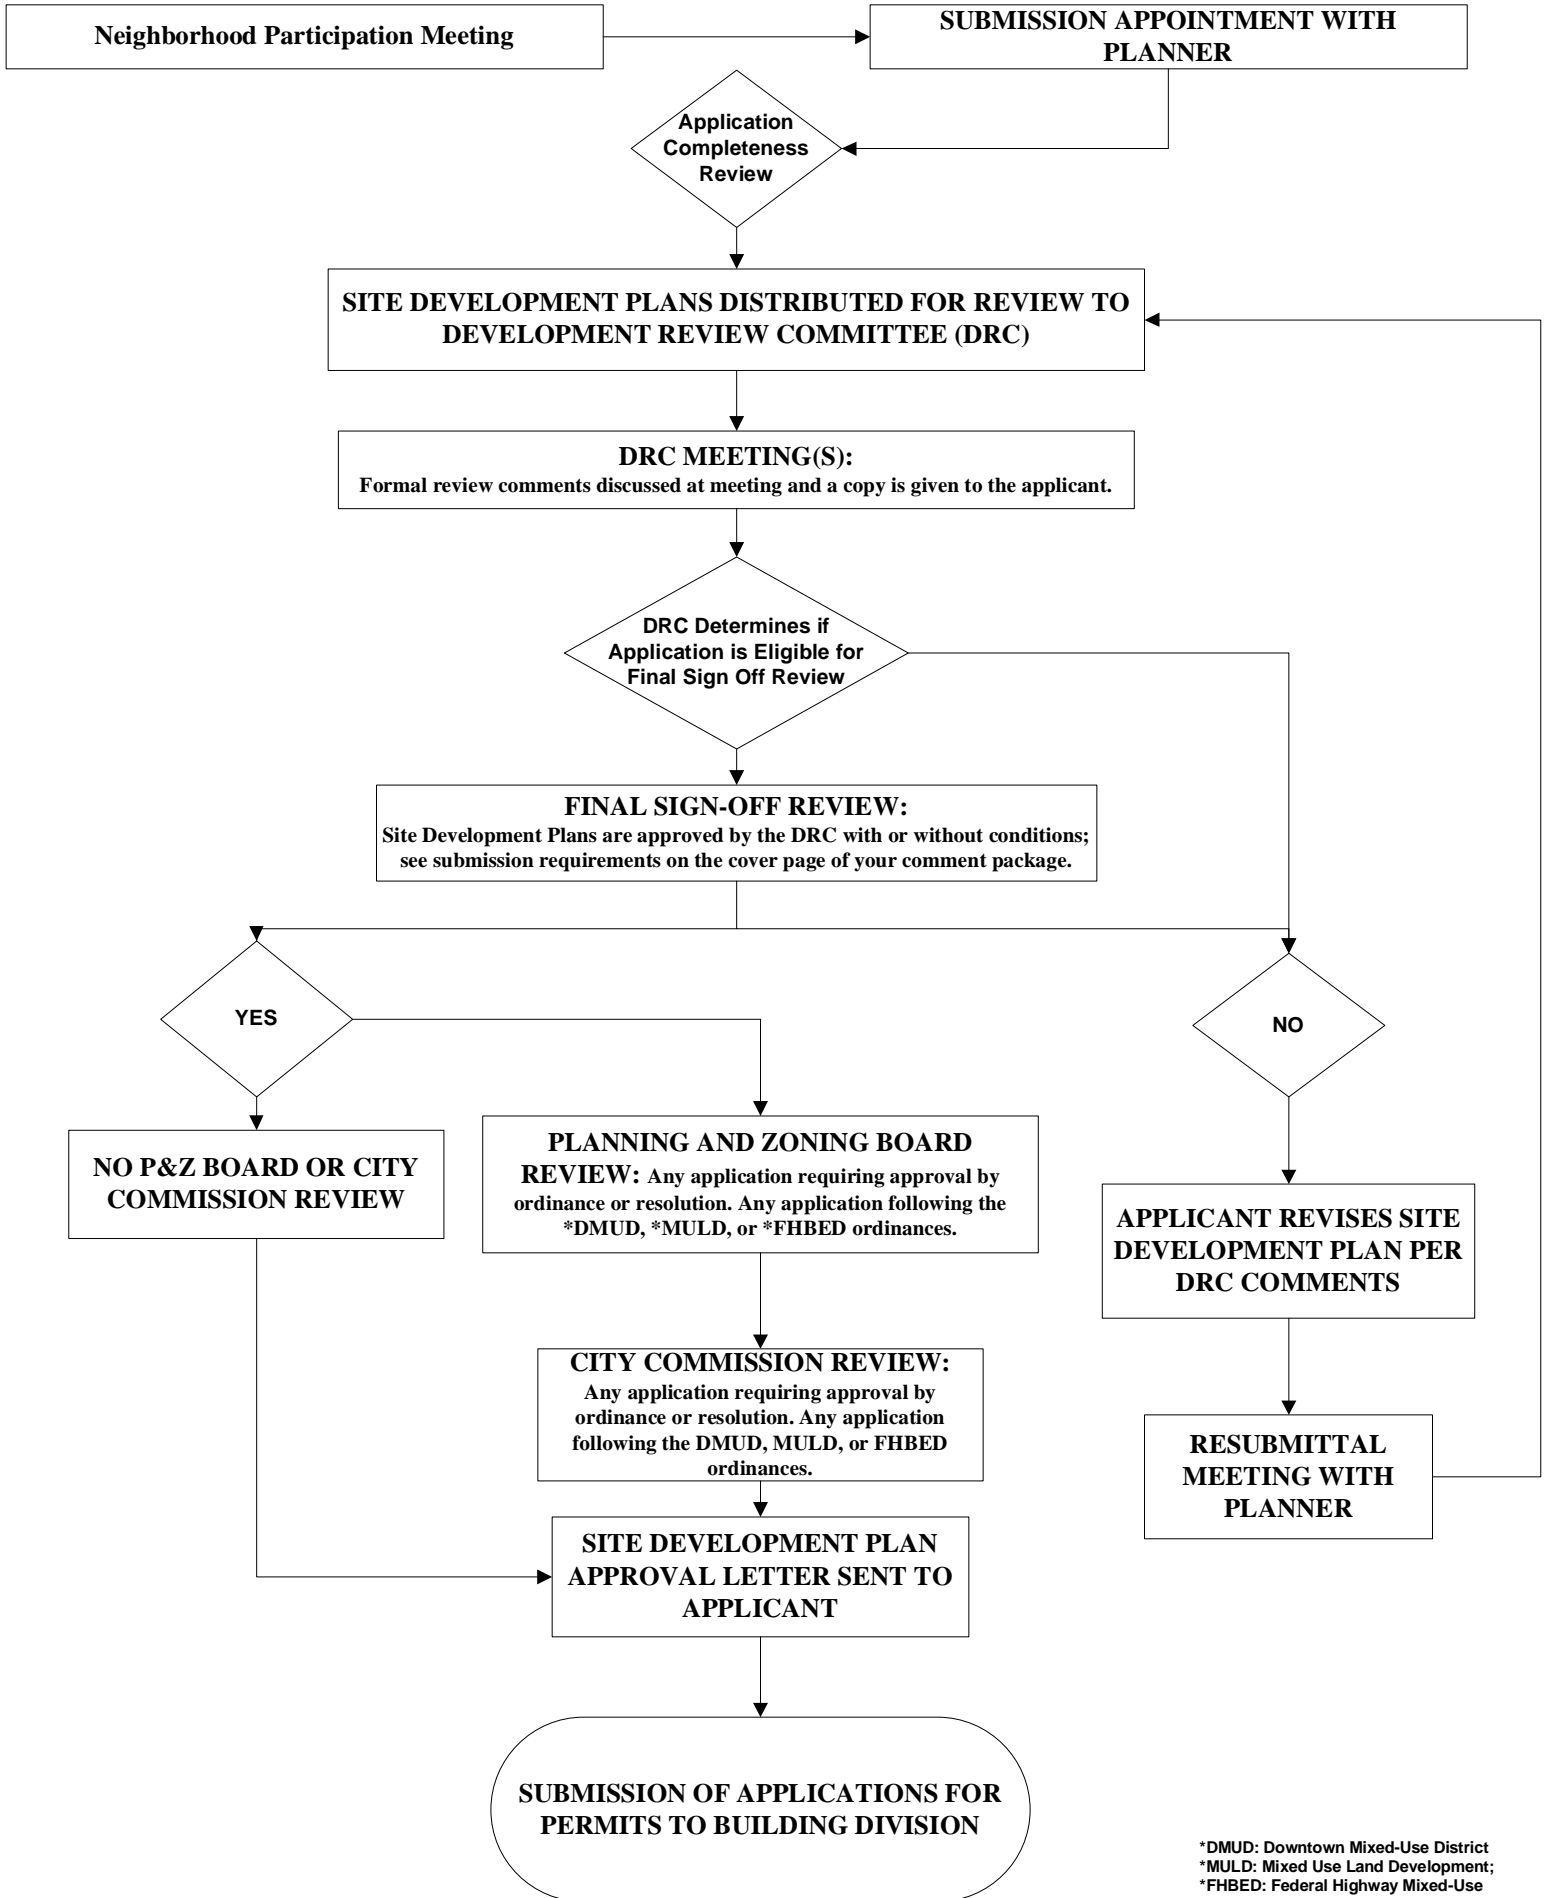 Neighborhood Participation Meeting
SUBMISSION APPOINTMENT WITH
PLANNER
Application
Completeness
Review
SITE DEVELOPMENT PLANS DISTRIBUTED FOR REVIEW TO
DEVELOPMENT REVIEW COMMITTEE (DRC)
DRC MEETING(S):
Formal review comments discussed at meeting and a copy is given to the applicant.
DRC Determines if
Application is Eligible for
Final Sign Off Review
FINAL SIGN-OFF REVIEW:
Site Development Plans are approved by the DRC with or without conditions;
see submission requirements on the cover page of your comment package.
YES
NO
NO P&Z BOARD OR CITY
COMMISSION REVIEW
PLANNING AND ZONING BOARD
REVIEW: Any application requiring approval by
ordinance or resolution. Any application following the
*DMUD, *MULD, or *FHBED ordinances.
APPLICANT REVISES SITE
DEVELOPMENT PLAN PER
DRC COMMENTS
CITY COMMISSION REVIEW:
Any application requiring approval by
ordinance or resolution. Any application
following the DMUD, MULD, or FHBED
ordinances.
RESUBMITTAL
MEETING WITH
PLANNER
SITE DEVELOPMENT PLAN
APPROVAL LETTER SENT TO
APPLICANT
SUBMISSION OF APPLICATIONS FOR
PERMITS TO BUILDING DIVISION
*DMUD: Downtown Mixed-Use District
*MULD: Mixed Use Land Development;
*FHBED: Federal Highway Mixed-Use